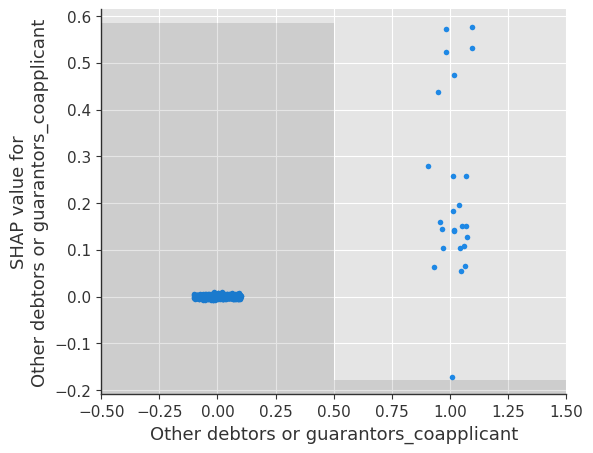 0.6
0.5
0.4
0.3
0.2
0.1
0.0
−0.1
−0.2
SHAP value for
Other debtors or guarantors_coapplicant
−0.50 −0.25 0.00 0.25 0.50 0.75 1.00 1.25 1.50
Other debtors or guarantors_coapplicant